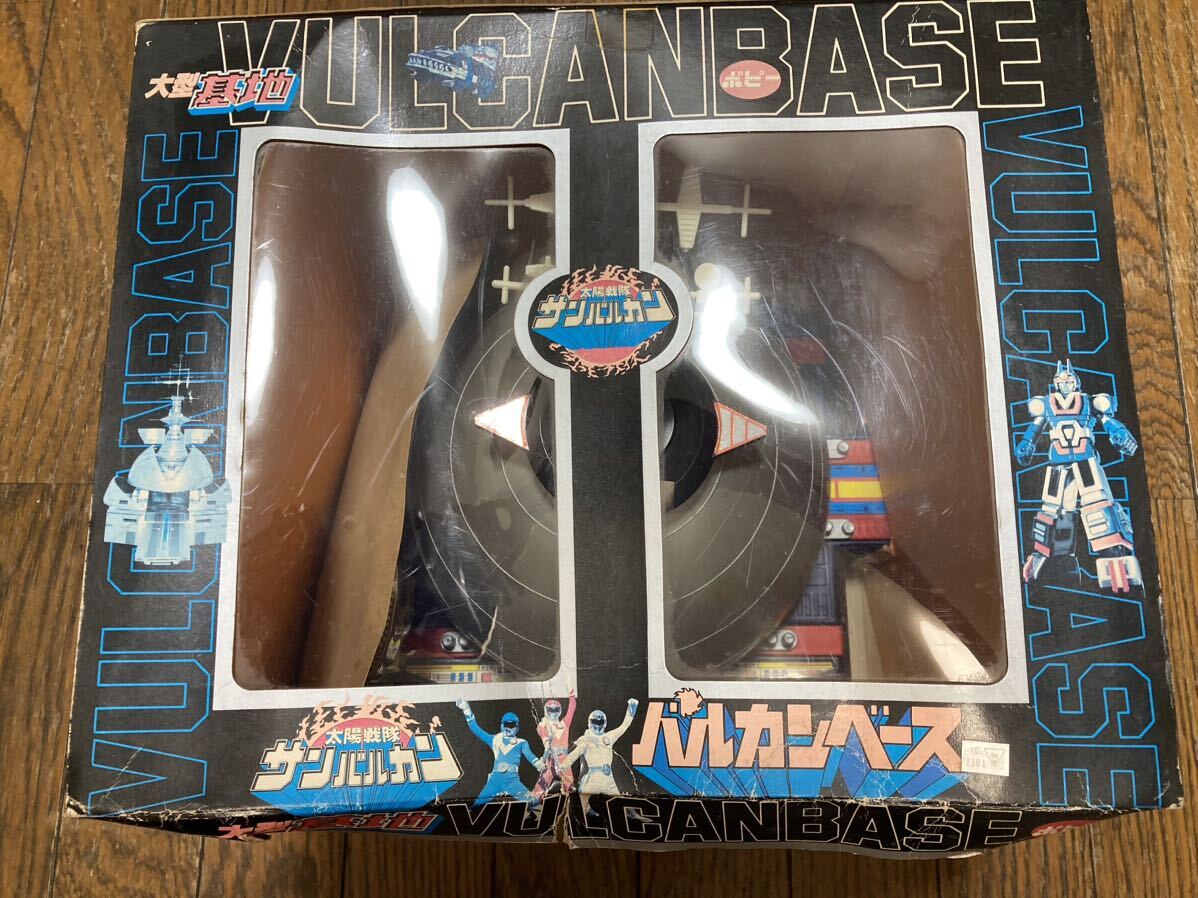 VULCANBASE
大型基地
ポピー
VULCANBASE
VULCANBASE
太陽戦隊
サンバルカン
太陽戦隊
サンバルカン
バルカンベース
大型基地
VULCANBASE